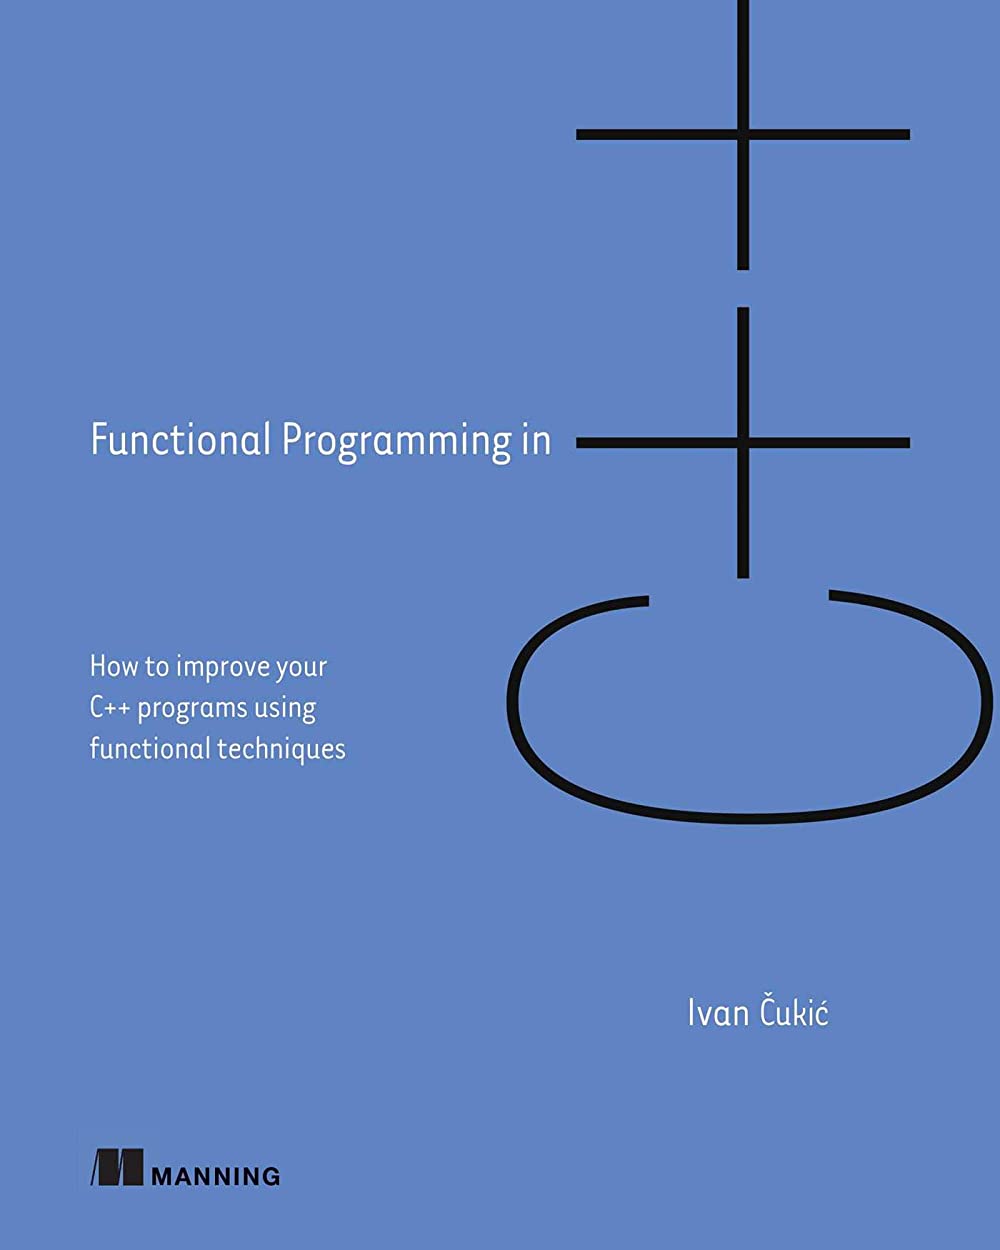 Functional Programming in C++
How to improve your
C++ programs using
functional techniques
Ivan Čukić
MANNING